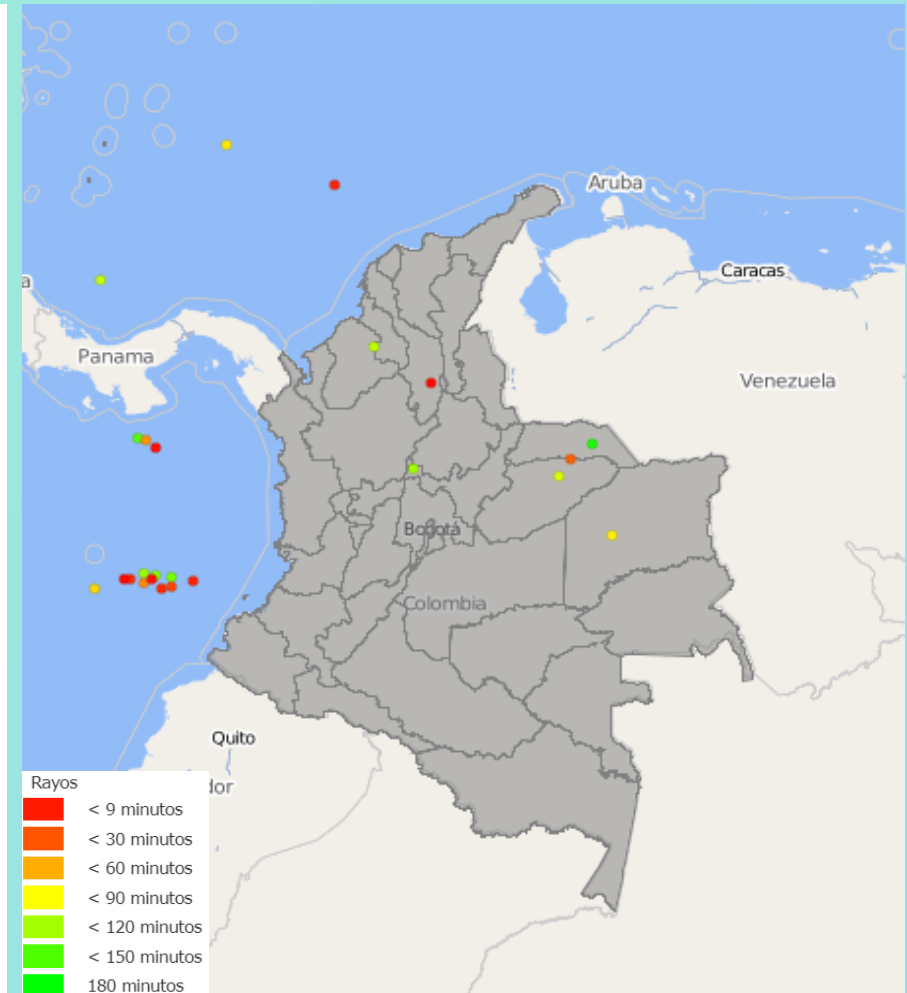 Aruba
a
Caracas
Panama
Venezuela
Bogotá
Colombia
Quito
dor
Rayos
< 9 minutos
< 30 minutos
< 60 minutos
< 90 minutos
< 120 minutos
< 150 minutos
180 minutos